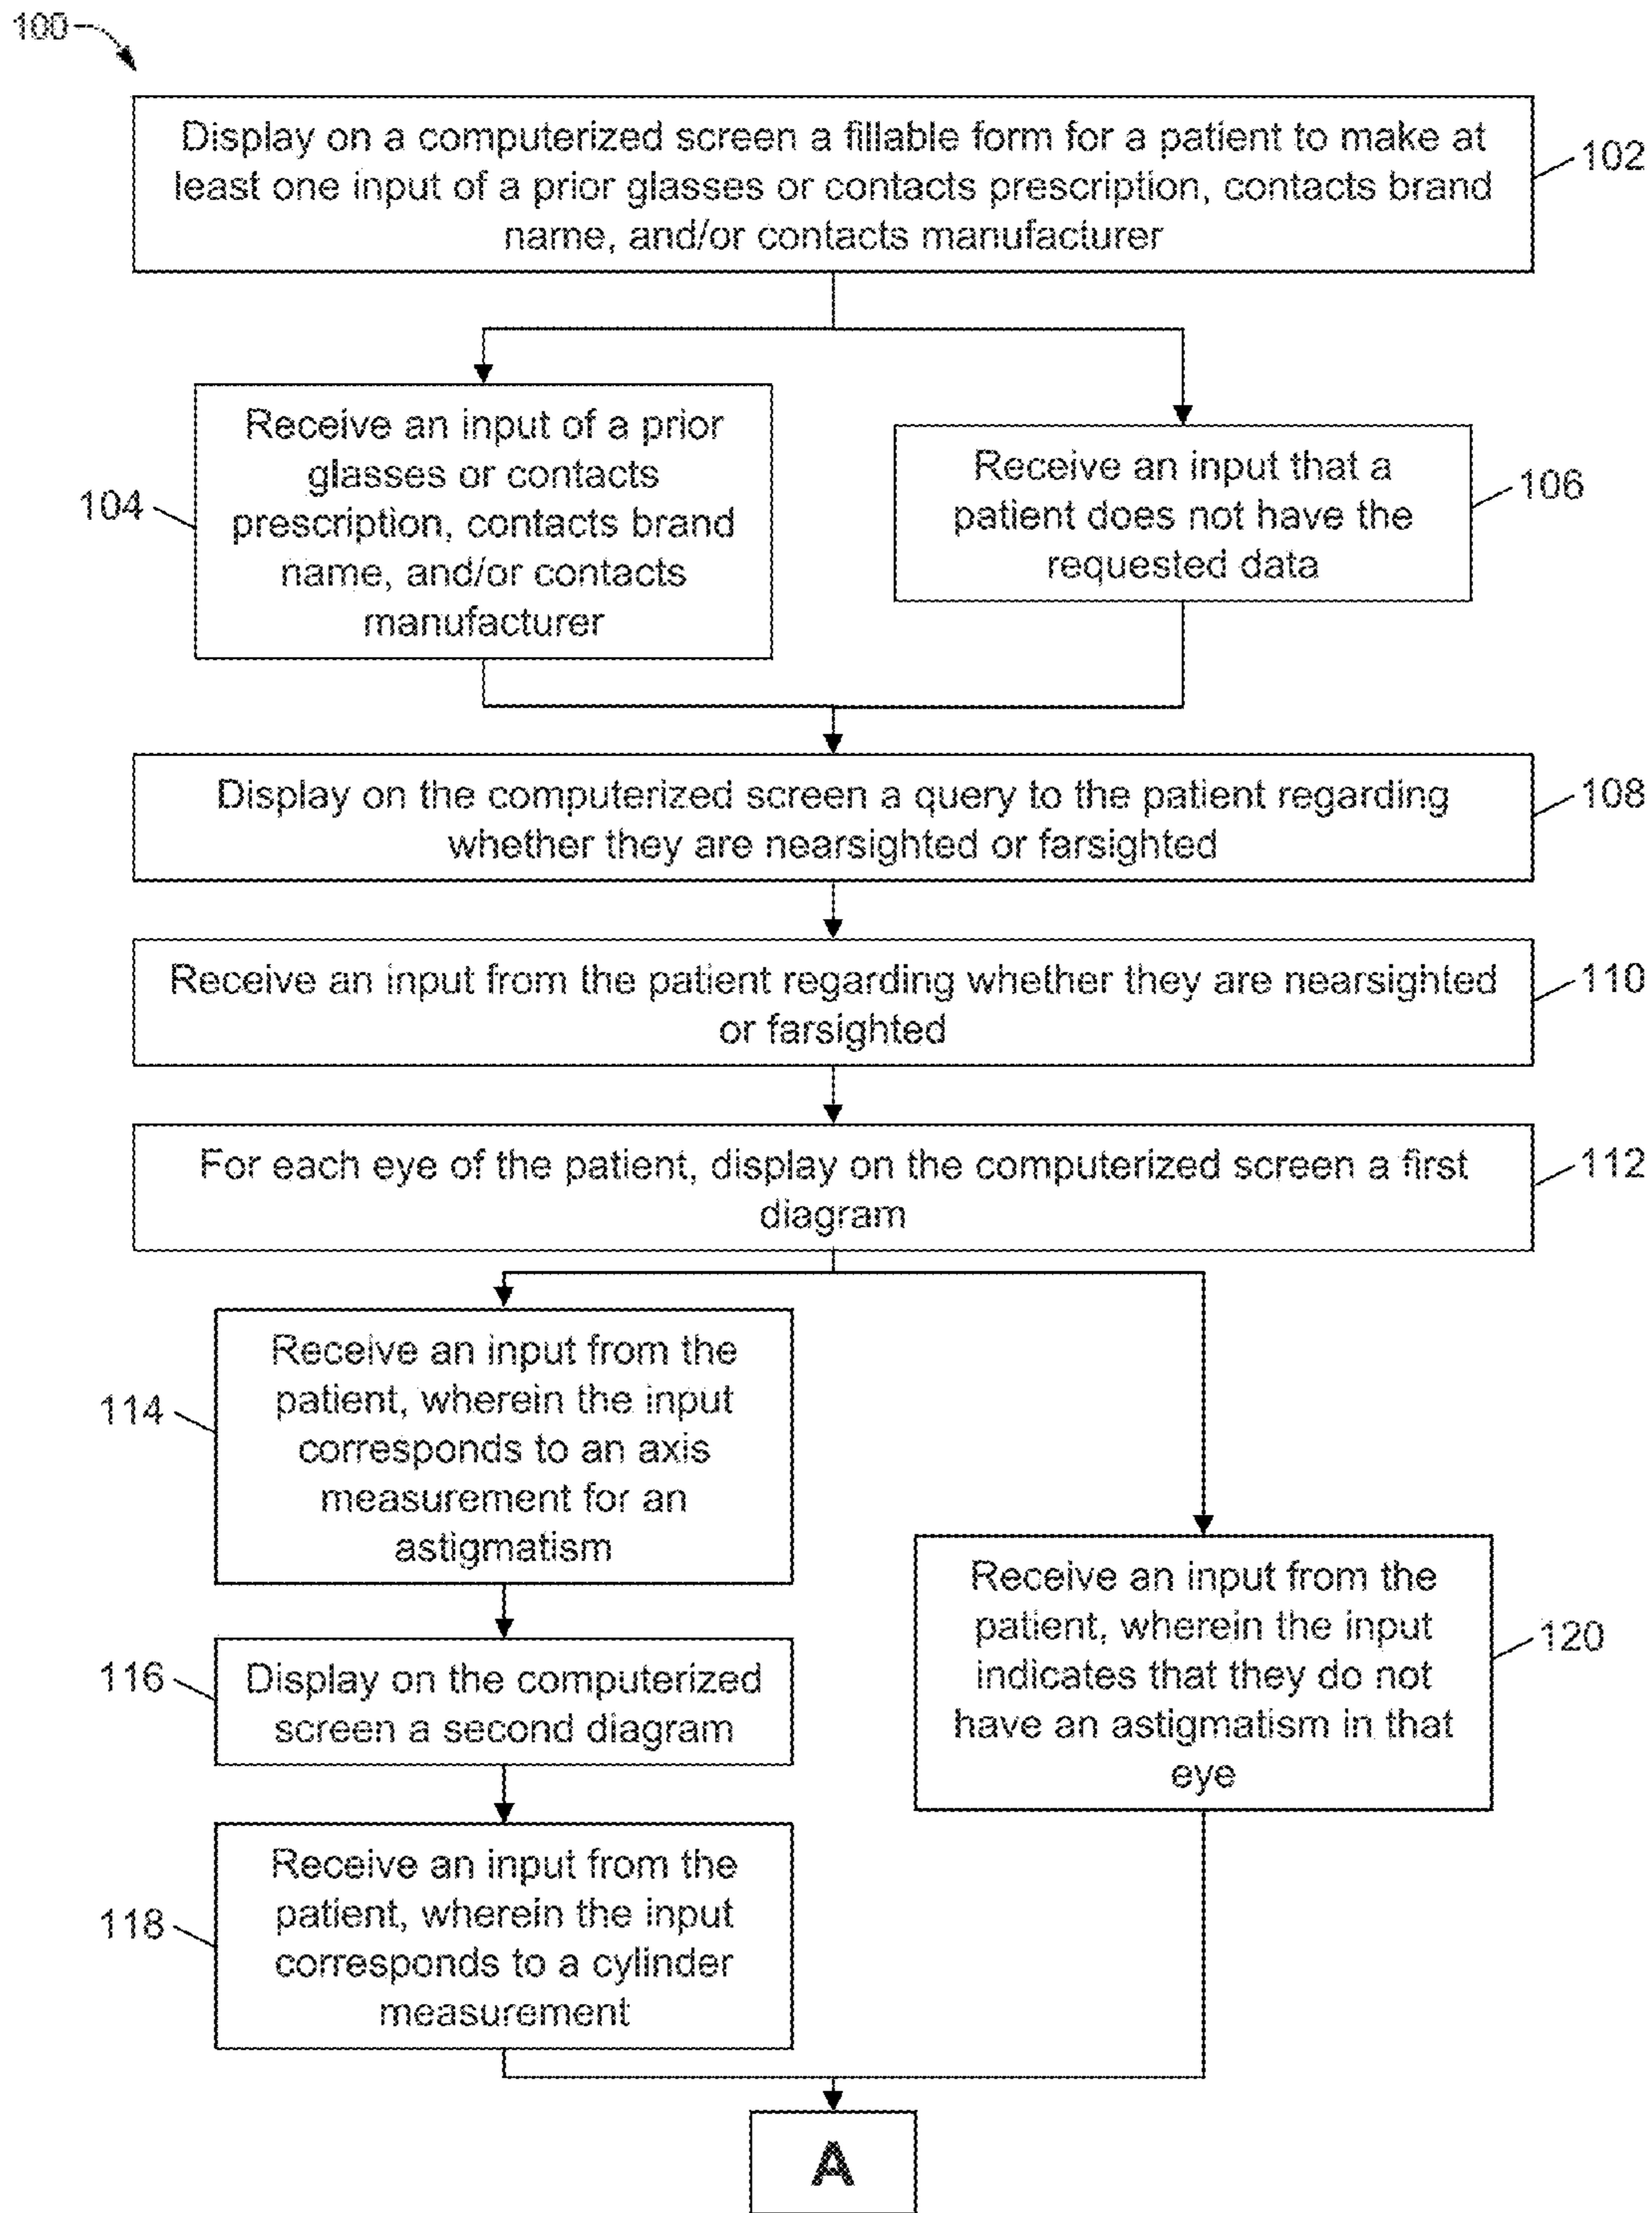 100
Display on a computerized screen a fillable form for a patient to make at
least one input of a prior glasses or contacts prescription, contacts brand
name, and/or contacts manufacturer
102
Receive an input of a prior
glasses or contacts
prescription, contacts brand
name, and/or contacts
manufacturer
104
Receive an input that a
patient does not have the
requested data
106
Display on the computerized screen a query to the patient regarding
whether they are nearsighted or farsighted
108
Receive an input from the patient regarding whether they are nearsighted
or farsighted
110
For each eye of the patient, display on the computerized screen a first
diagram
112
Receive an input from the
patient, wherein the input
corresponds to an axis
measurement for an
astigmatism
114
Display on the computerized
screen a second diagram
116
Receive an input from the
patient, wherein the input
corresponds to a cylinder
measurement
118
Receive an input from the
patient, wherein the input
indicates that they do not
have an astigmatism in that
eye
120
A